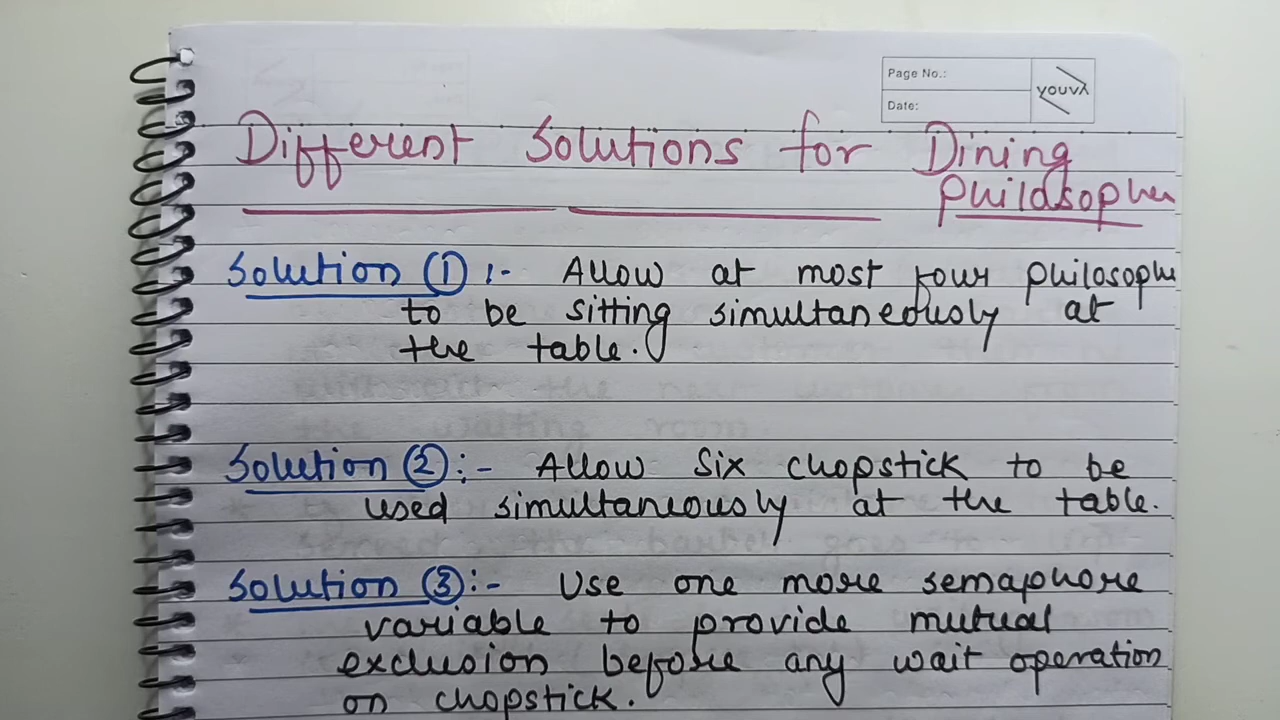 Page No.:
youva
Date:
Different Solutions for Dining
Philosopher
Solution (1) :- Allow at most four philosophe
to be sitting simultaneously at
the table.
Solution (2) :- Allow six chopstick to be
used simultaneously at the table.
Solution (3) :- Use one more semaphore
variable to provide mutual
exclusion before any wait operation
on chopstick.